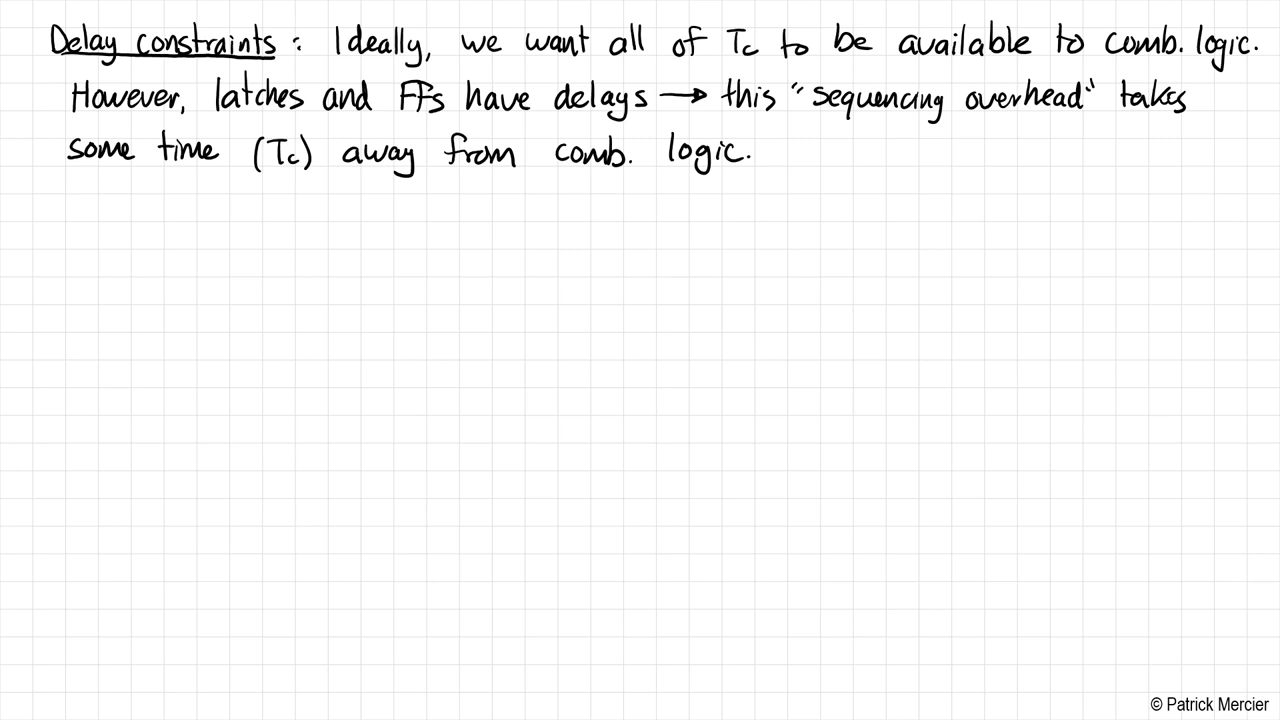 Delay constraints : Ideally, we want all of Tc to be available to comb. logic.
However, latches and FFs have delays → this "sequencing overhead" takes
some time (Tc) away from comb. logic.
© Patrick Mercier